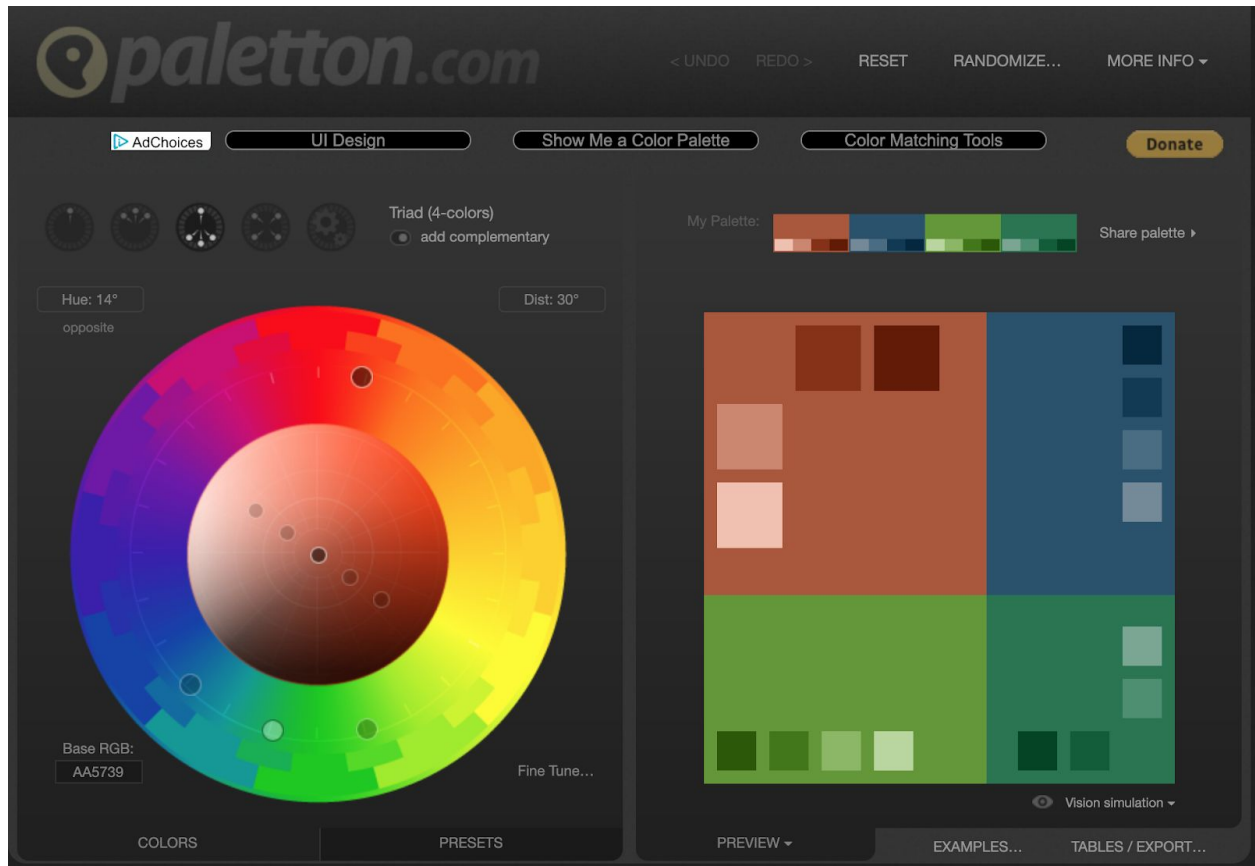 paletton.com
< UNDO REDO > RESET RANDOMIZE... MORE INFO
AdChoices UI Design Show Me a Color Palette Color Matching Tools Donate
Triad (4-colors)
add complementary
My Palette:
Share palette
Hue: 14° Dist: 30°
opposite
Base RGB:
AA5739
Fine Tune...
Vision simulation
COLORS PRESETS PREVIEW EXAMPLES... TABLES / EXPORT...